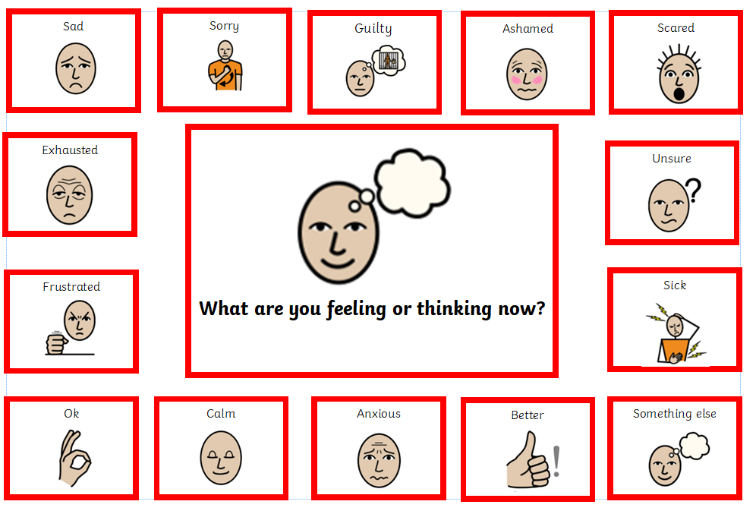 Sad
Sorry
Guilty
Ashamed
Scared
Exhausted
Unsure
What are you feeling or thinking now?
Frustrated
Sick
Ok
Calm
Anxious
Better
Something else